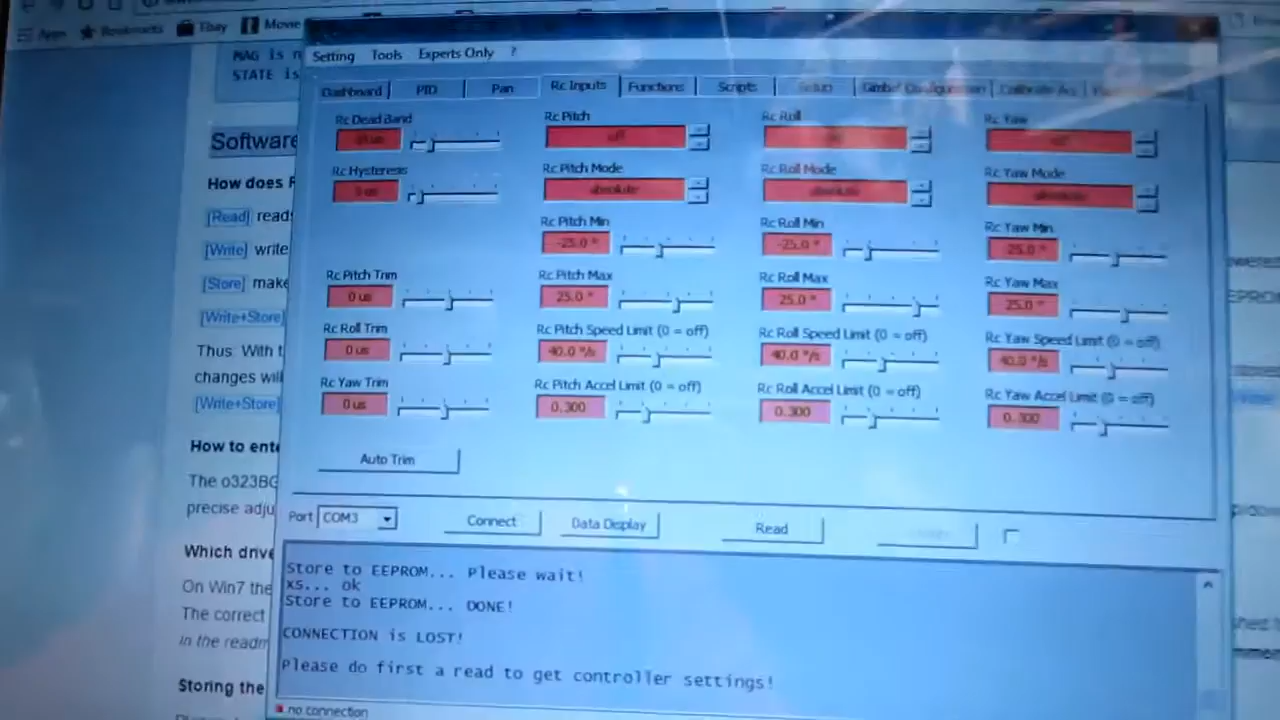 Apps Bookmarks Ebay Movie
MAG is n
STATE is
Software
How does
[Read] reads
[Write] write
[Store] make
[Write+Store]
Thus: With t
changes will
[Write+Store]
How to ente
The o323BG
precise adju
Which drive
On Win7 the
The correct
In the readm
Storing the
Setting Tools Experts Only ?
Dashboard PID Pan Rc Inputs Functions Scripts Setup Gimbal Configuration Calibrate Acc
Rc Dead Band Rc Pitch Rc Roll Rc Yaw
off
Rc Hysteresis Rc Pitch Mode Rc Roll Mode Rc Yaw Mode
0 us absolute absolute absolute
Rc Pitch Min Rc Roll Min Rc Yaw Min
-25.0 ° -25.0 ° -25.0 °
Rc Pitch Trim Rc Pitch Max Rc Roll Max Rc Yaw Max
0 us 25.0 ° 25.0 ° 25.0 °
Rc Roll Trim Rc Pitch Speed Limit (0 = off) Rc Roll Speed Limit (0 = off) Rc Yaw Speed Limit (0 = off)
0 us 40.0 °/s 40.0 °/s 40.0 °/s
Rc Yaw Trim Rc Pitch Accel Limit (0 = off) Rc Roll Accel Limit (0 = off) Rc Yaw Accel Limit (0 = off)
0 us 0.300 0.300 0.300
Auto Trim
Port COM3 Connect Data Display Read
Store to EEPROM... Please wait!
xs... ok
Store to EEPROM... DONE!
CONNECTION is LOST!
Please do first a read to get controller settings!
no connection